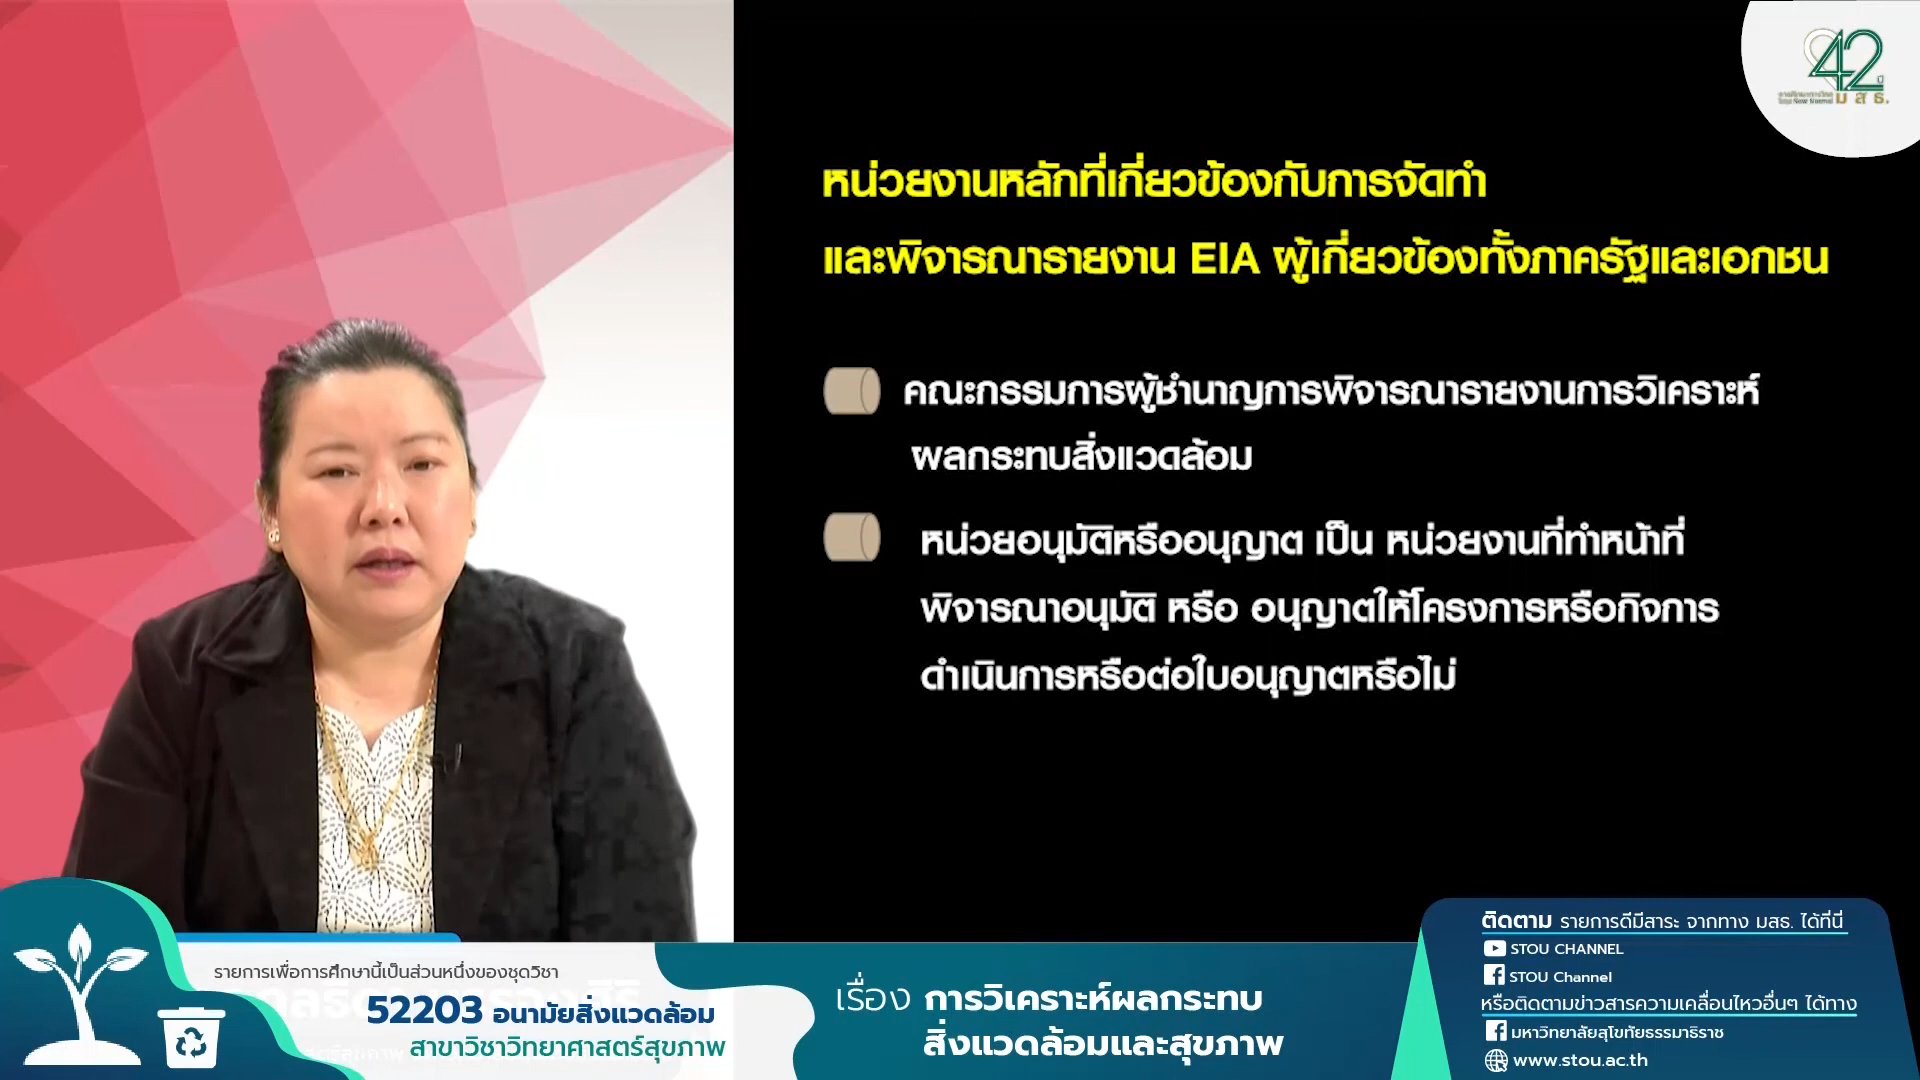 42
ปี
มสธ.
หน่วยงานหลักที่เกี่ยวข้องกับการจัดทำ
และพิจารณารายงาน EIA ผู้เกี่ยวข้องทั้งภาครัฐและเอกชน
คณะกรรมการผู้ชำนาญการพิจารณารายงานการวิเคราะห์
ผลกระทบสิ่งแวดล้อม
หน่วยอนุมัติหรืออนุญาต เป็น หน่วยงานที่ทำหน้าที่
พิจารณาอนุมัติ หรือ อนุญาตให้โครงการหรือกิจการ
ดำเนินการหรือต่อใบอนุญาตหรือไม่
รายการเพื่อการศึกษานี้เป็นส่วนหนึ่งของชุดวิชา
52203 อนามัยสิ่งแวดล้อม
สาขาวิชาวิทยาศาสตร์สุขภาพ
เรื่อง การวิเคราะห์ผลกระทบ
สิ่งแวดล้อมและสุขภาพ
ติดตาม รายการดีมีสาระ จากทาง มสธ. ได้ที่นี่
STOU CHANNEL
STOU Channel
หรือติดตามข่าวสารความเคลื่อนไหวอื่นๆ ได้ทาง
มหาวิทยาลัยสุโขทัยธรรมาธิราช
www.stou.ac.th